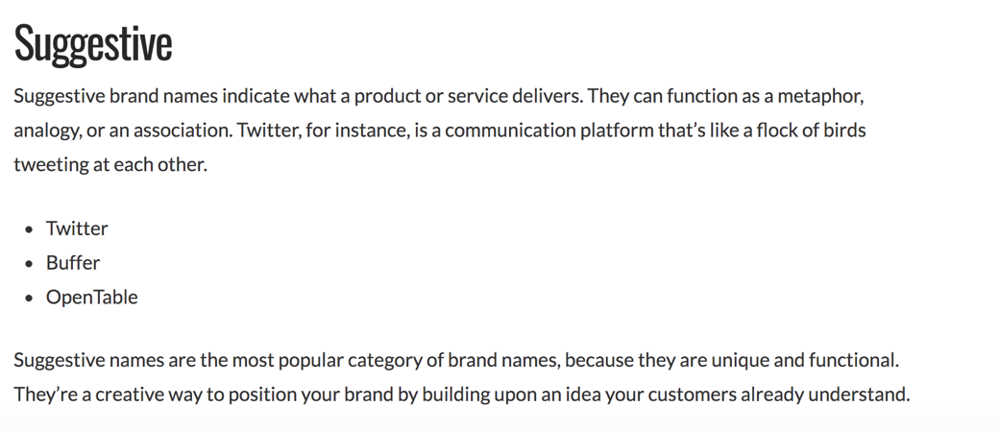 Suggestive
Suggestive brand names indicate what a product or service delivers. They can function as a metaphor,
analogy, or an association. Twitter, for instance, is a communication platform that’s like a flock of birds
tweeting at each other.
• Twitter
• Buffer
• OpenTable
Suggestive names are the most popular category of brand names, because they are unique and functional.
They’re a creative way to position your brand by building upon an idea your customers already understand.